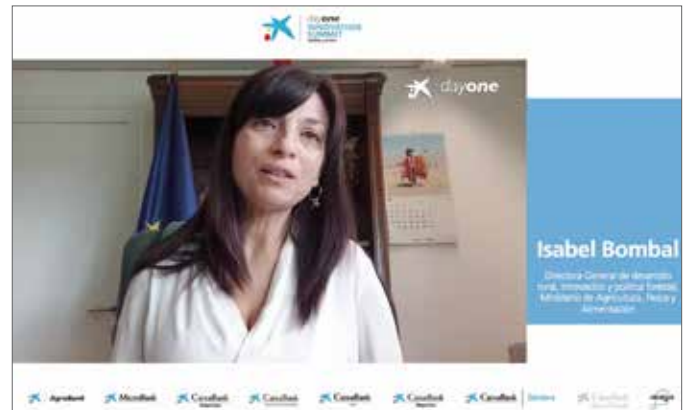 dayone
INNOVATION
SUMMIT
dayone
Isabel Bombal
Directora General de desarrollo
rural, innovación y política forestal,
Ministerio de Agricultura, Pesca y
Alimentación
AgroBank MicroBank CaixaBank CaixaBank CaixaBank CaixaBank CaixaBank